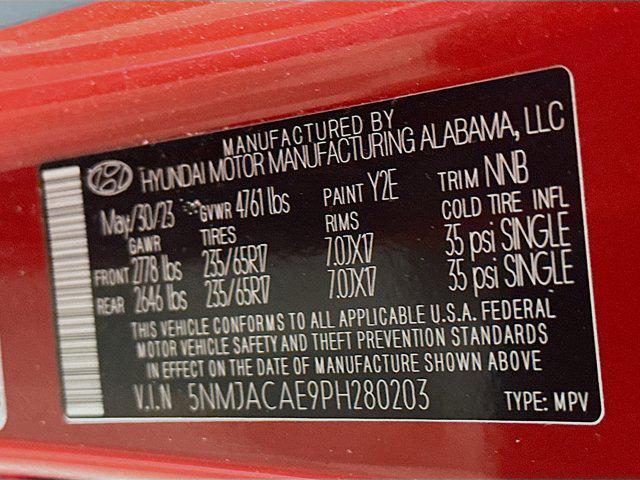 MANUFACTURED BY
HYUNDAI MOTOR MANUFACTURING ALABAMA, LLC
May/30/23 GVWR 4761 lbs PAINT Y2E TRIM NNB
GAWR TIRES RIMS COLD TIRE INFL
FRONT 2778 lbs 235/65R17 7.0JX17 35 psi SINGLE
REAR 2646 lbs 235/65R17 7.0JX17 35 psi SINGLE
THIS VEHICLE CONFORMS TO ALL APPLICABLE U.S.A. FEDERAL
MOTOR VEHICLE SAFETY AND THEFT PREVENTION STANDARDS
IN EFFECT ON THE DATE OF MANUFACTURE SHOWN ABOVE
V.I.N 5NMJACAE9PH280203 TYPE: MPV